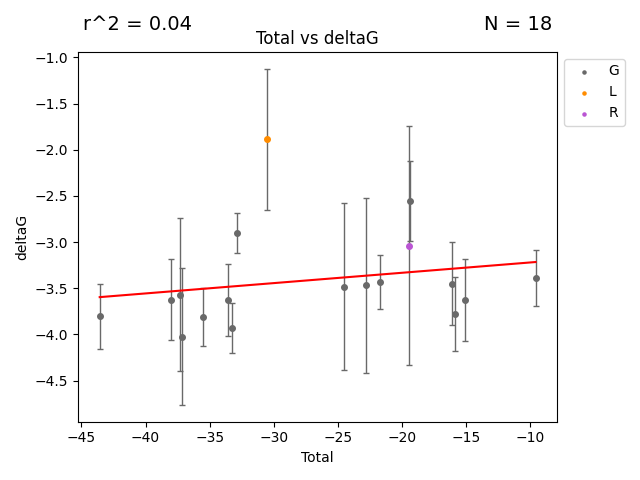 r^2 = 0.04
N = 18
Total vs deltaG
−1.0
−1.5
−2.0
−2.5
−3.0
−3.5
−4.0
−4.5
deltaG
−45 −40 −35 −30 −25 −20 −15 −10
Total
G
L
R